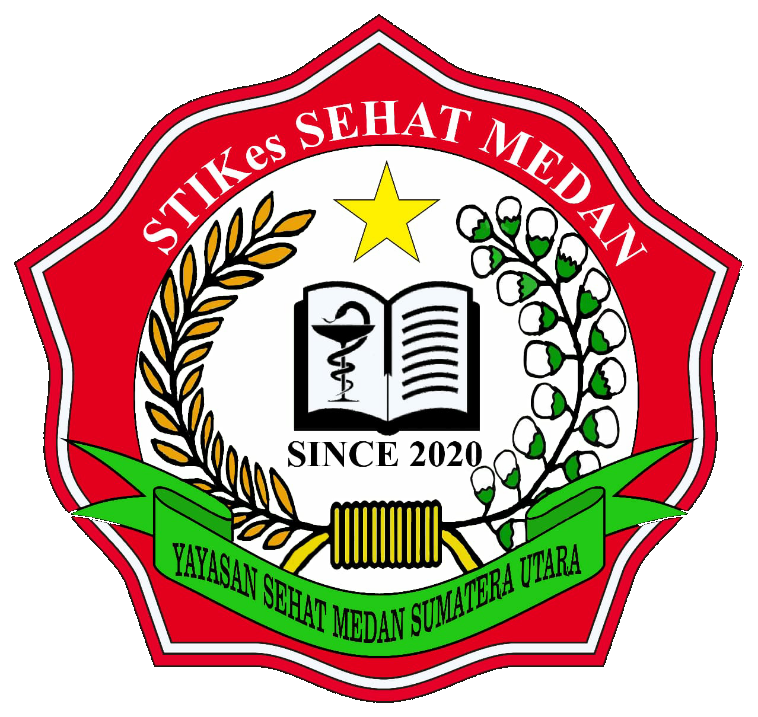 STIKes SEHAT MEDAN
SINCE 2020
YAYASAN SEHAT MEDAN SUMATERA UTARA